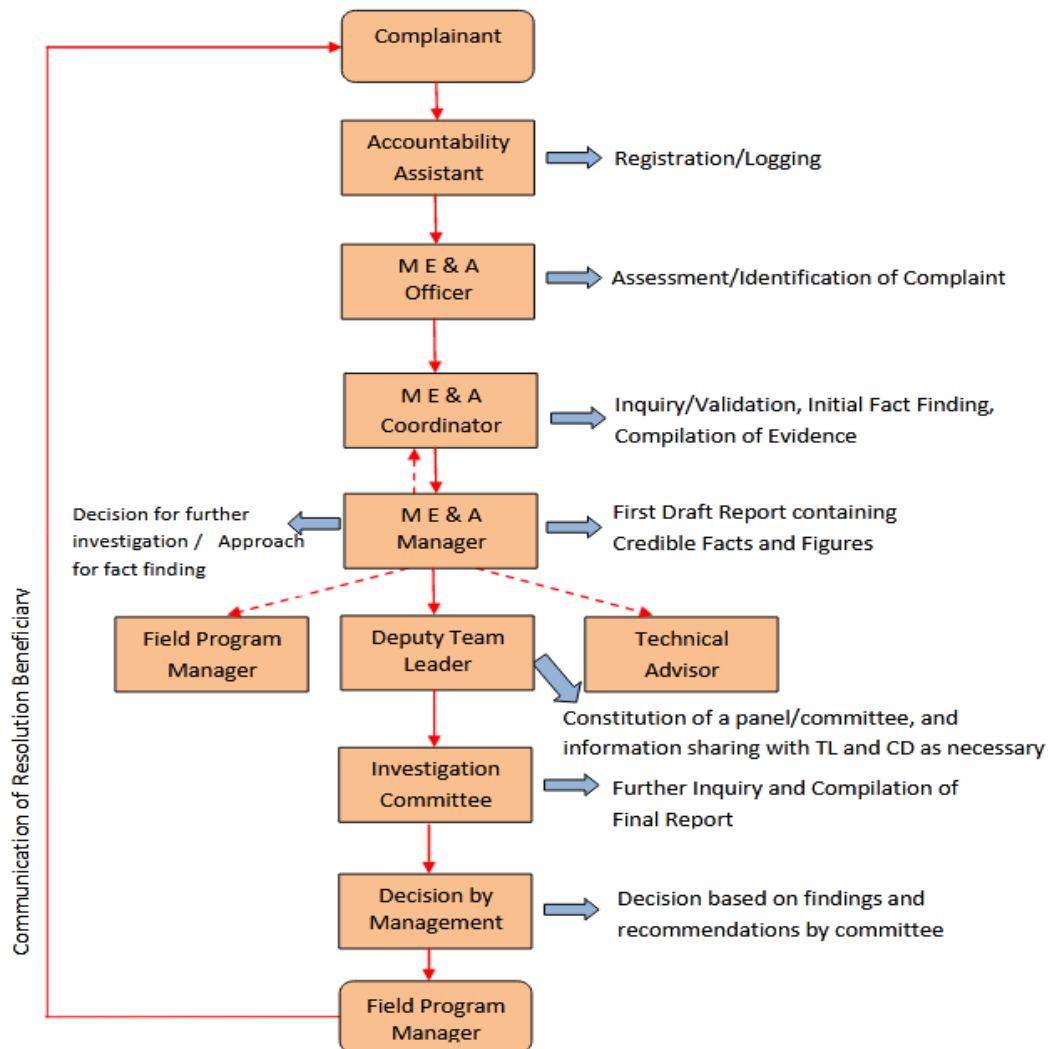 Complainant
Accountability
Assistant
Registration/Logging
M E & A
Officer
Assessment/Identification of Complaint
M E & A
Coordinator
Inquiry/Validation, Initial Fact Finding,
Compilation of Evidence
Decision for further
investigation / Approach
for fact finding
M E & A
Manager
First Draft Report containing
Credible Facts and Figures
Field Program
Manager
Deputy Team
Leader
Technical
Advisor
Constitution of a panel/committee, and
information sharing with TL and CD as necessary
Investigation
Committee
Further Inquiry and Compilation of
Final Report
Decision by
Management
Decision based on findings and
recommendations by committee
Field Program
Manager
Communication of Resolution Beneficiary